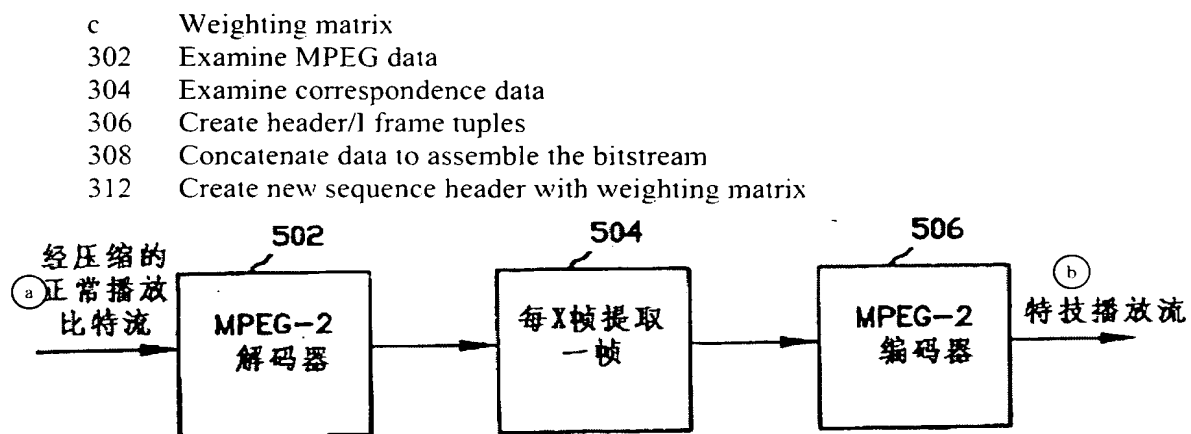 c Weighting matrix
302 Examine MPEG data
304 Examine correspondence data
306 Create header/I frame tuples
308 Concatenate data to assemble the bitstream
312 Create new sequence header with weighting matrix
502
504
506
经压缩的
a 正常播放
比特流
MPEG-2
解码器
每X帧提取
一帧
MPEG-2
编码器
b
特技播放流